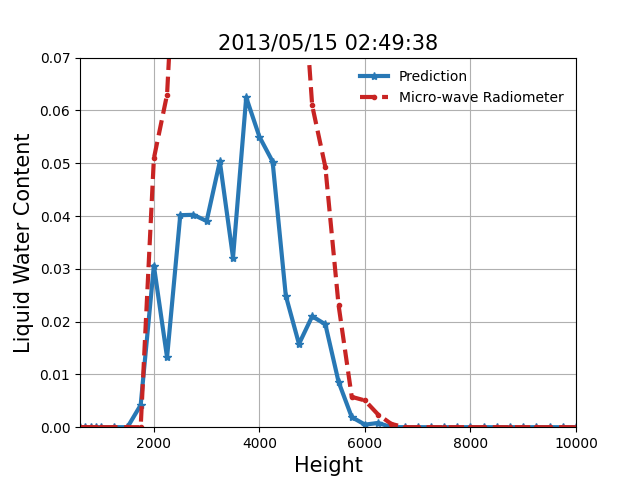 2013/05/15 02:49:38
0.07
0.06
0.05
0.04
0.03
0.02
0.01
0.00
Liquid Water Content
Prediction
Micro-wave Radiometer
2000 4000 6000 8000 10000
Height